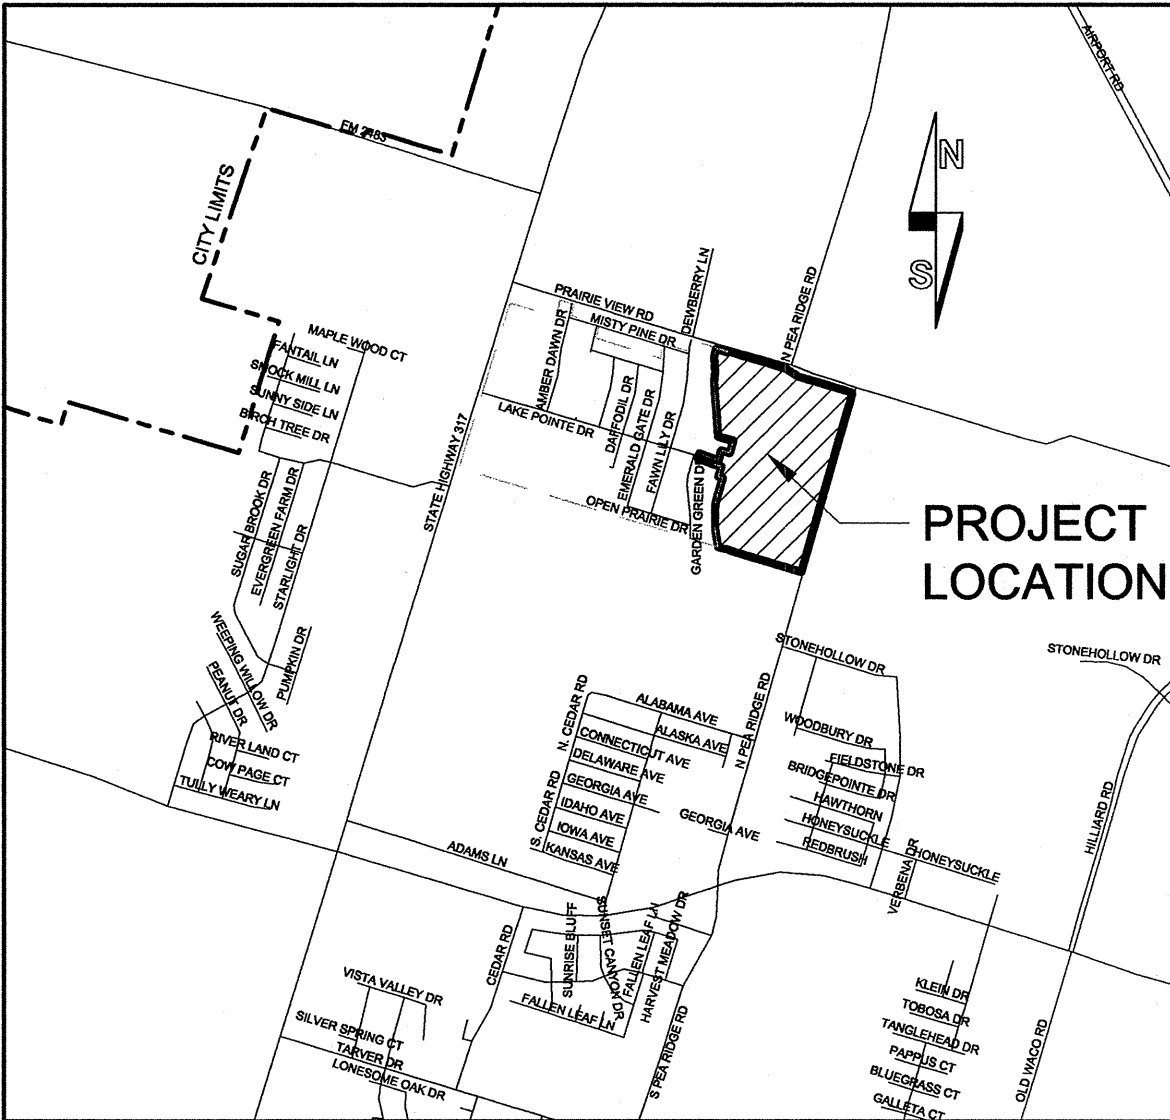 AIRPORT RD
FM 2483
N
S
CITY LIMITS
DEWBERRY LN
N PEA RIDGE RD
PRAIRIE VIEW RD
MISTY PINE DR
MAPLE WOOD CT
FANTAIL LN
SMOCK MILL LN
SUNNY SIDE LN
BIRCH TREE DR
AMBER DAWN DR
LAKE POINTE DR
DAFFODIL DR
EMERALD GATE DR
FAWN LILY DR
STATE HIGHWAY 317
GARDEN GREEN D
OPEN PRAIRIE DR
PROJECT
LOCATION
SUGAR BROOK DR
EVERGREEN FARM DR
STARLIGHT DR
WEEPING WILLOW DR
PEANUT DR
PUMPKIN DR
RIVER LAND CT
COW PAGE CT
TULLY WEARY LN
STONEHOLLOW DR
STONEHOLLOW DR
N. CEDAR RD
ALABAMA AVE
ALASKA AVE
N PEA RIDGE RD
CONNECTICUT AVE
DELAWARE AVE
GEORGIA AVE
GEORGIA AVE
IDAHO AVE
IOWA AVE
KANSAS AVE
S. CEDAR RD
WOODBURY DR
FIELDSTONE DR
BRIDGEPOINTE DR
HAWTHORN
HONEYSUCKLE
REDBRUSH
HONEYSUCKLE
VERBENA DR
HILLIARD RD
ADAMS LN
CEDAR RD
SUNRISE BLUFF
SUNSET CANYON DR
FALLEN LEAF LN
HARVEST MEADOW DR
FALLEN LEAF LN
VISTA VALLEY DR
SILVER SPRING CT
TARVER DR
LONESOME OAK DR
S PEA RIDGE RD
KLEIN DR
TOBOSA DR
TANGLEHEAD DR
PAPPUS CT
BLUEGRASS CT
GALLETA CT
OLD WACO RD